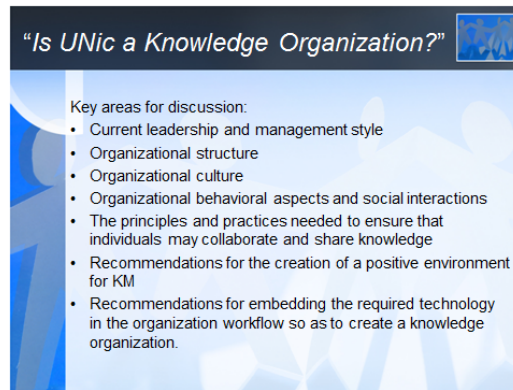 “Is UNic a Knowledge Organization?”
Key areas for discussion:
• Current leadership and management style
• Organizational structure
• Organizational culture
• Organizational behavioral aspects and social interactions
• The principles and practices needed to ensure that
individuals may collaborate and share knowledge
• Recommendations for the creation of a positive environment
for KM
• Recommendations for embedding the required technology
in the organization workflow so as to create a knowledge
organization.